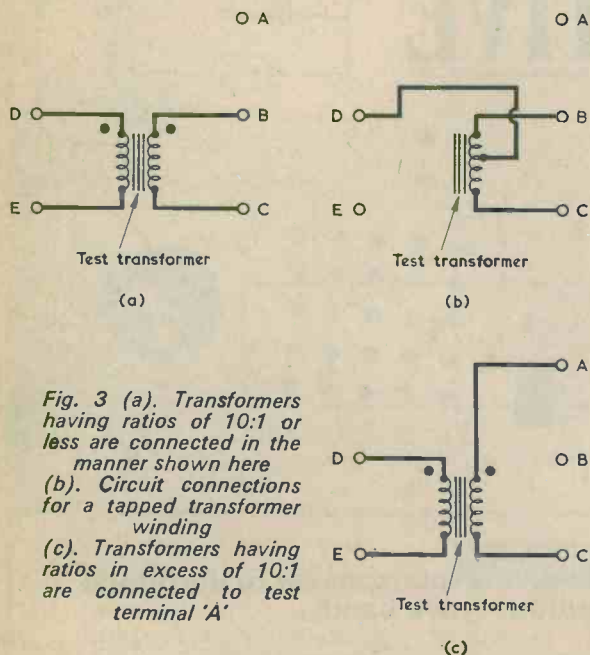 A
A
D
B
D
B
E
C
E
C
Test transformer
Test transformer
(a)
(b)
A
Fig. 3 (a). Transformers
having ratios of 10:1 or
less are connected in the
manner shown here
(b). Circuit connections
for a tapped transformer
winding
(c). Transformers having
ratios in excess of 10:1
are connected to test
terminal 'A'
D
B
E
C
Test transformer
(c)